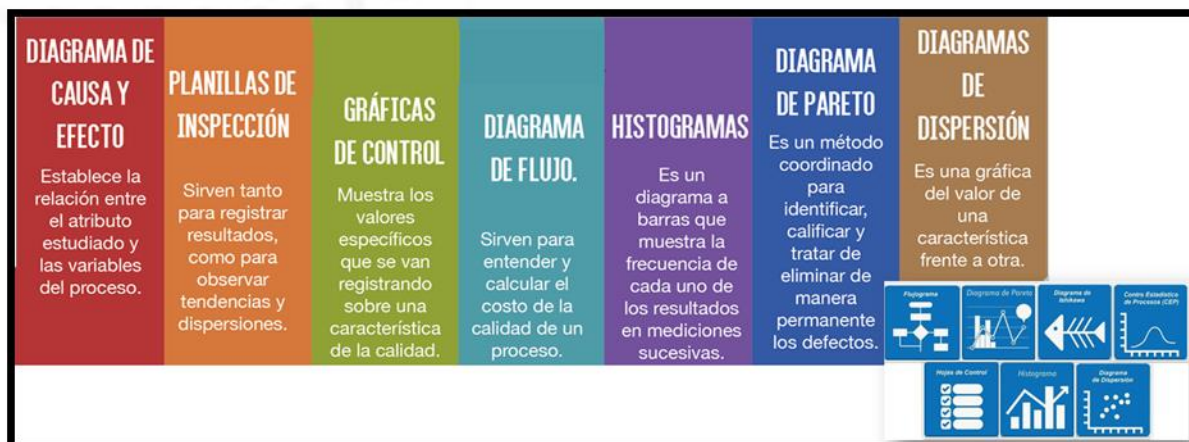 DIAGRAMA DE
CAUSA Y
EFECTO
Establece la
relación entre
el atributo
estudiado y
las variables
del proceso.
PLANILLAS DE
INSPECCIÓN
Sirven tanto
para registrar
resultados,
como para
observar
tendencias y
dispersiones.
GRÁFICAS
DE CONTROL
Muestra los
valores
específicos
que se van
registrando
sobre una
característica
de la calidad.
DIAGRAMA
DE FLUJO.
Sirven para
entender y
calcular el
costo de la
calidad de un
proceso.
HISTOGRAMAS
Es un
diagrama a
barras que
muestra la
frecuencia de
cada uno de
los resultados
en mediciones
sucesivas.
DIAGRAMA
DE PARETO
Es un método
coordinado
para
identificar,
calificar y
tratar de
eliminar de
manera
permanente
los defectos.
DIAGRAMAS
DE
DISPERSIÓN
Es una gráfica
del valor de
una
característica
frente a otra.
Flujograma
Diagrama de Pareto
Diagrama de
Ishikawa
Contro Estadístico
de Procesos (CEP)
Hojas de Control
Histograma
Diagrama
de Dispersión